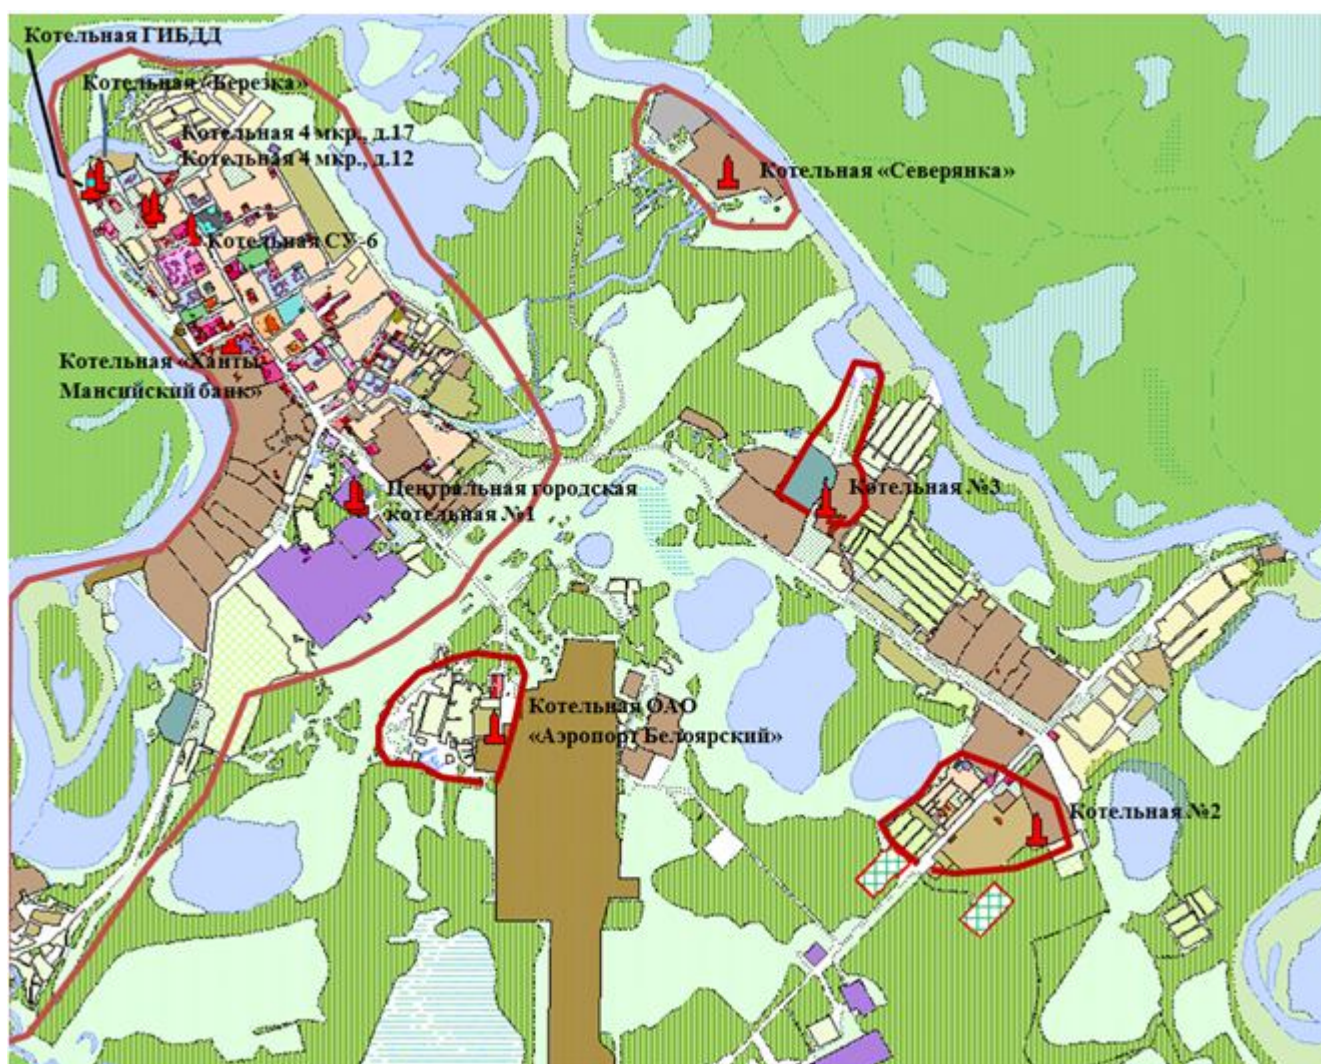 Котельная ГИБДД
Котельная «Березка»
Котельная 4 мкр., д.17
Котельная 4 мкр., д.12
Котельная «Северянка»
Котельная СУ-6
Котельная «Ханты-
Мансийский банк»
Центральная городская
котельная №1
Котельная №3
Котельная ОАО
«Аэропорт Белоярский»
Котельная №2